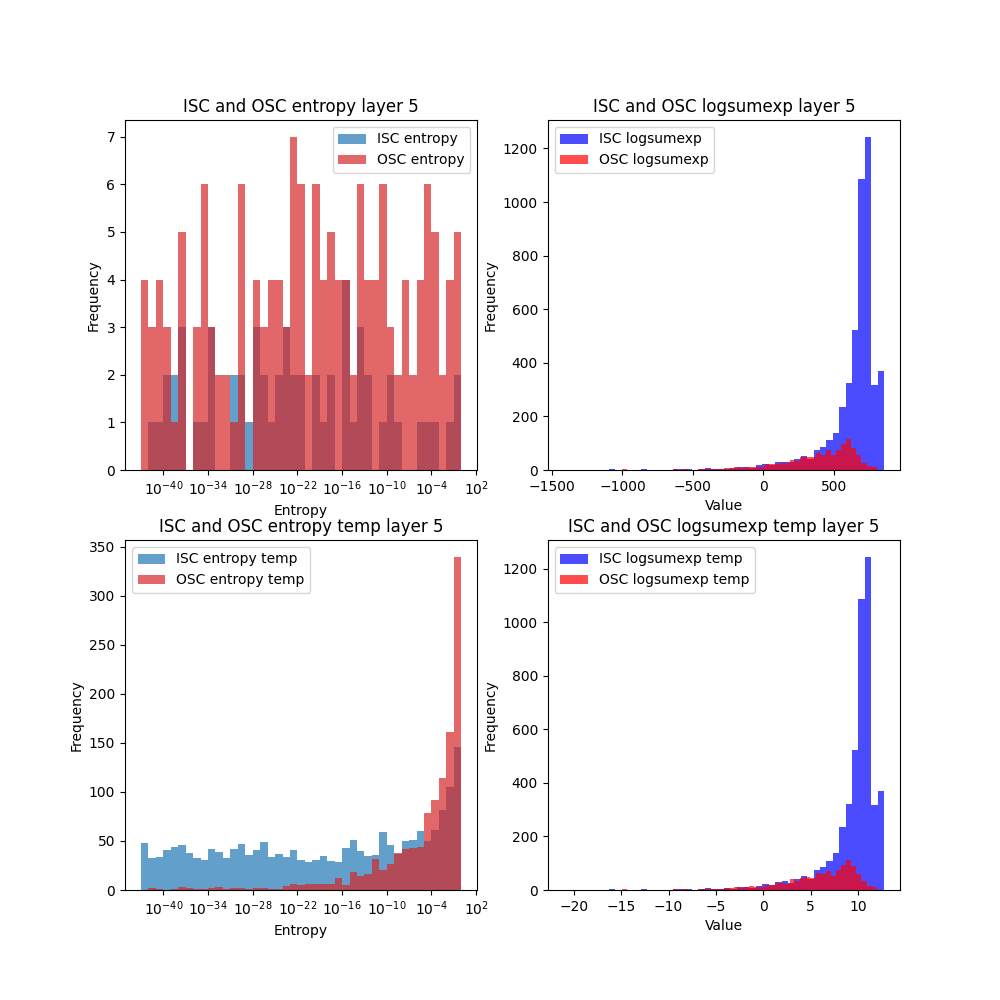 ISC and OSC entropy layer 5
ISC entropy
OSC entropy
Frequency
7
6
5
4
3
2
1
0
10^-40 10^-34 10^-28 10^-22 10^-16 10^-10 10^-4 10^2
Entropy
ISC and OSC logsumexp layer 5
ISC logsumexp
OSC logsumexp
Frequency
1200
1000
800
600
400
200
0
−1500 −1000 −500 0 500
Value
ISC and OSC entropy temp layer 5
ISC entropy temp
OSC entropy temp
Frequency
350
300
250
200
150
100
50
0
10^-40 10^-34 10^-28 10^-22 10^-16 10^-10 10^-4 10^2
Entropy
ISC and OSC logsumexp temp layer 5
ISC logsumexp temp
OSC logsumexp temp
Frequency
1200
1000
800
600
400
200
0
−20 −15 −10 −5 0 5 10
Value